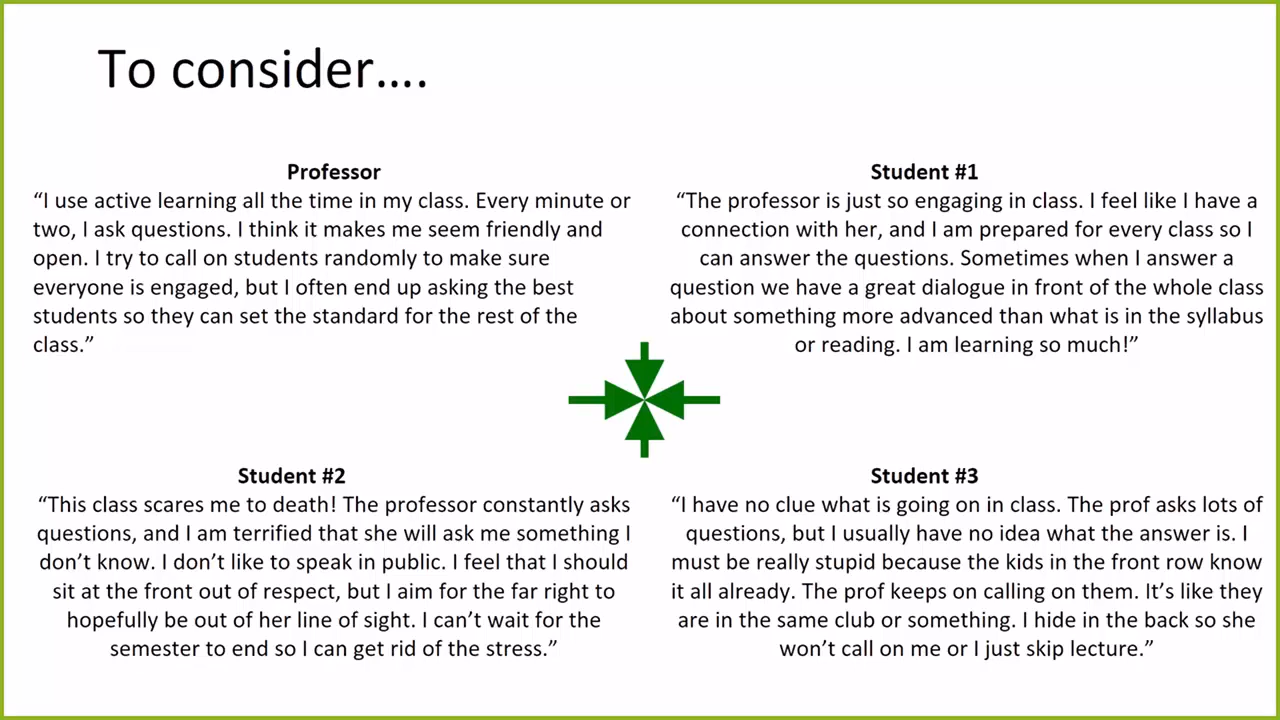 To consider....
Professor
“I use active learning all the time in my class. Every minute or
two, I ask questions. I think it makes me seem friendly and
open. I try to call on students randomly to make sure
everyone is engaged, but I often end up asking the best
students so they can set the standard for the rest of the
class.”
Student #1
“The professor is just so engaging in class. I feel like I have a
connection with her, and I am prepared for every class so I
can answer the questions. Sometimes when I answer a
question we have a great dialogue in front of the whole class
about something more advanced than what is in the syllabus
or reading. I am learning so much!”
Student #2
“This class scares me to death! The professor constantly asks
questions, and I am terrified that she will ask me something I
don’t know. I don’t like to speak in public. I feel that I should
sit at the front out of respect, but I aim for the far right to
hopefully be out of her line of sight. I can’t wait for the
semester to end so I can get rid of the stress.”
Student #3
“I have no clue what is going on in class. The prof asks lots of
questions, but I usually have no idea what the answer is. I
must be really stupid because the kids in the front row know
it all already. The prof keeps on calling on them. It’s like they
are in the same club or something. I hide in the back so she
won’t call on me or I just skip lecture.”